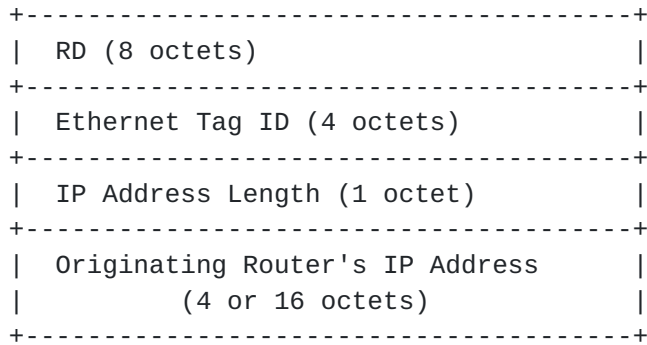 RD (8 octets)
Ethernet Tag ID (4 octets)
IP Address Length (1 octet)
Originating Router's IP Address
(4 or 16 octets)